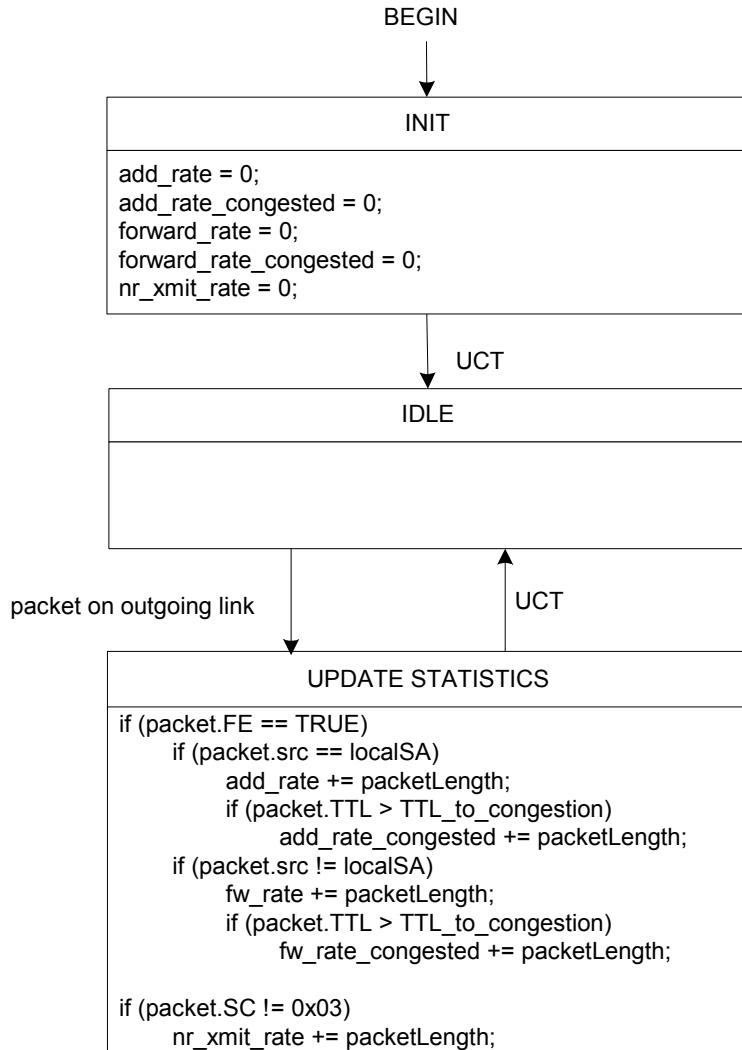 BEGIN
INIT
add_rate = 0;
add_rate_congested = 0;
forward_rate = 0;
forward_rate_congested = 0;
nr_xmit_rate = 0;
UCT
IDLE
packet on outgoing link
UCT
UPDATE STATISTICS
if (packet.FE == TRUE)
if (packet.src == localSA)
add_rate += packetLength;
if (packet.TTL > TTL_to_congestion)
add_rate_congested += packetLength;
if (packet.src != localSA)
fw_rate += packetLength;
if (packet.TTL > TTL_to_congestion)
fw_rate_congested += packetLength;
if (packet.SC != 0x03)
nr_xmit_rate += packetLength;